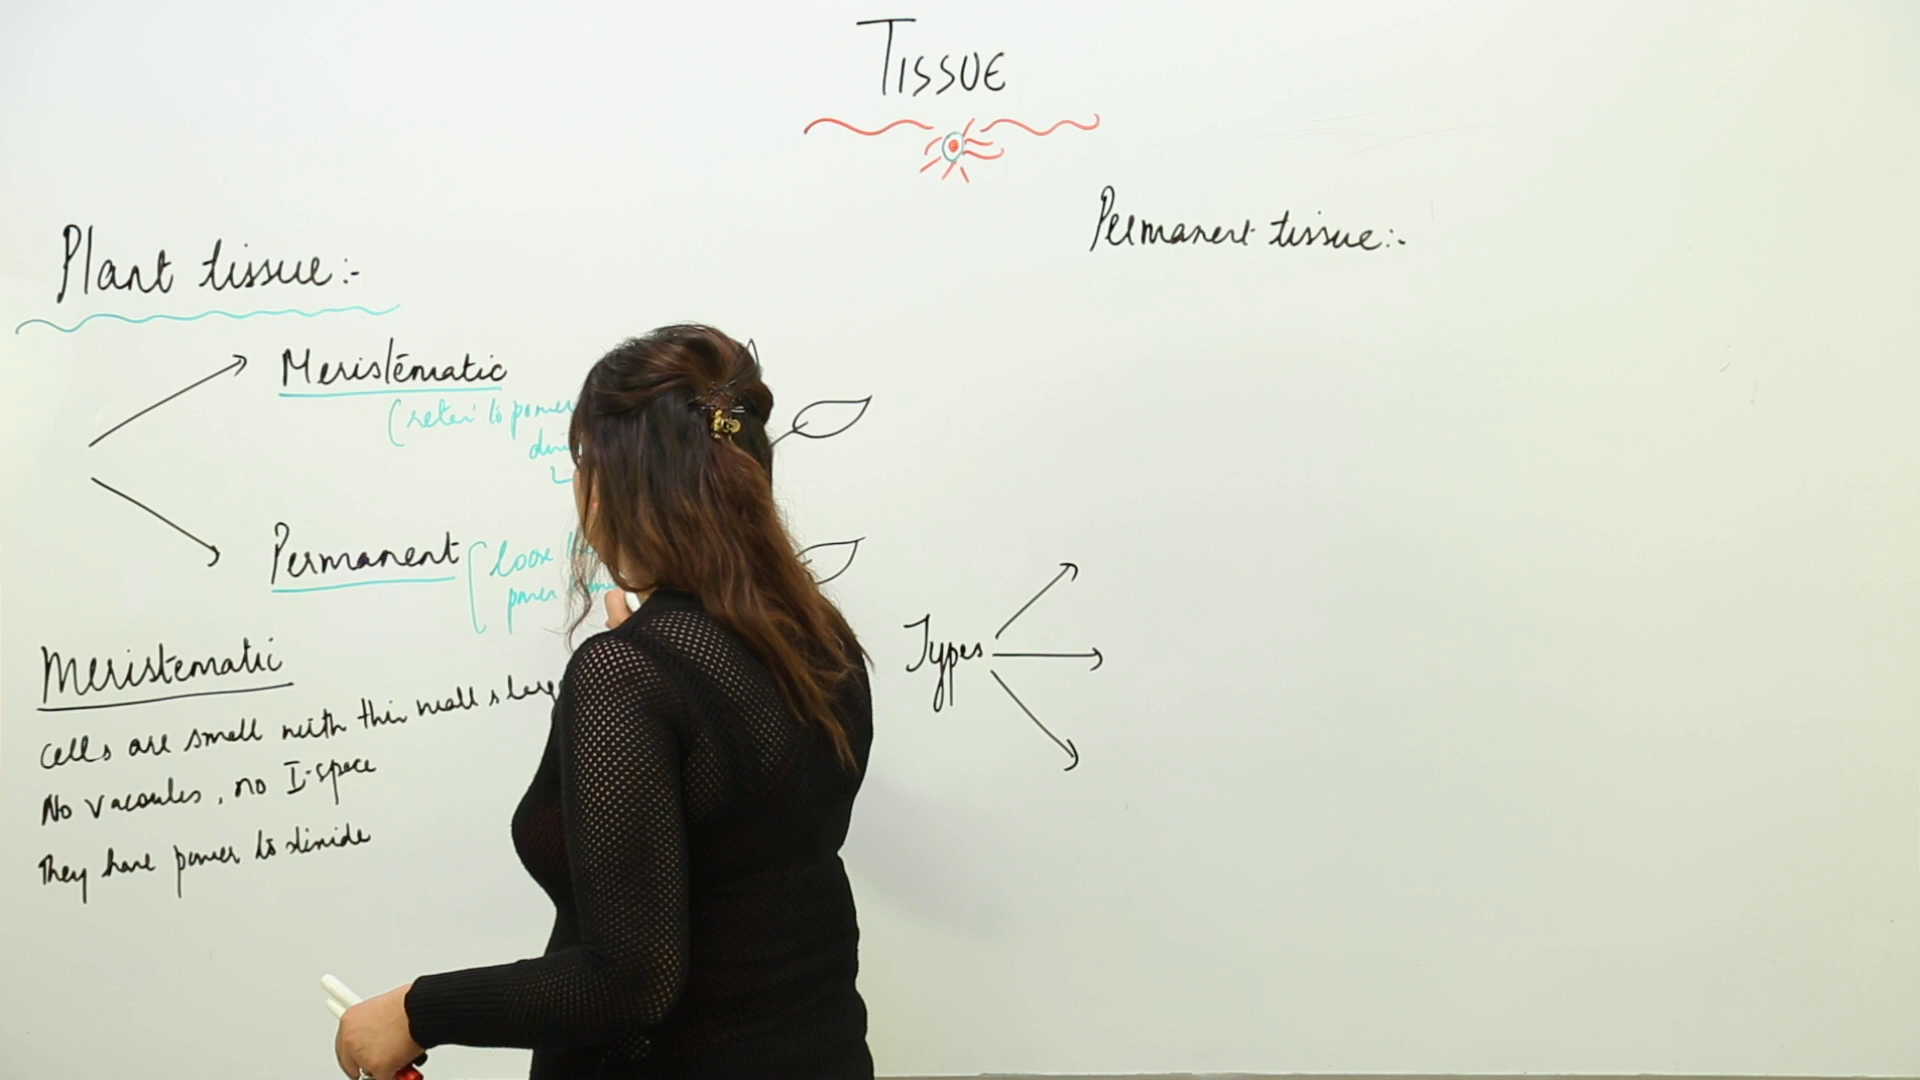 TISSUE
Plant tissue:-
Meristematic
(retain to power
Permanent
(loose
power
Meristematic
cells are small with thin wall & large
No vacoules, no I-space
They have power to divide
Permanent tissue:-
Types